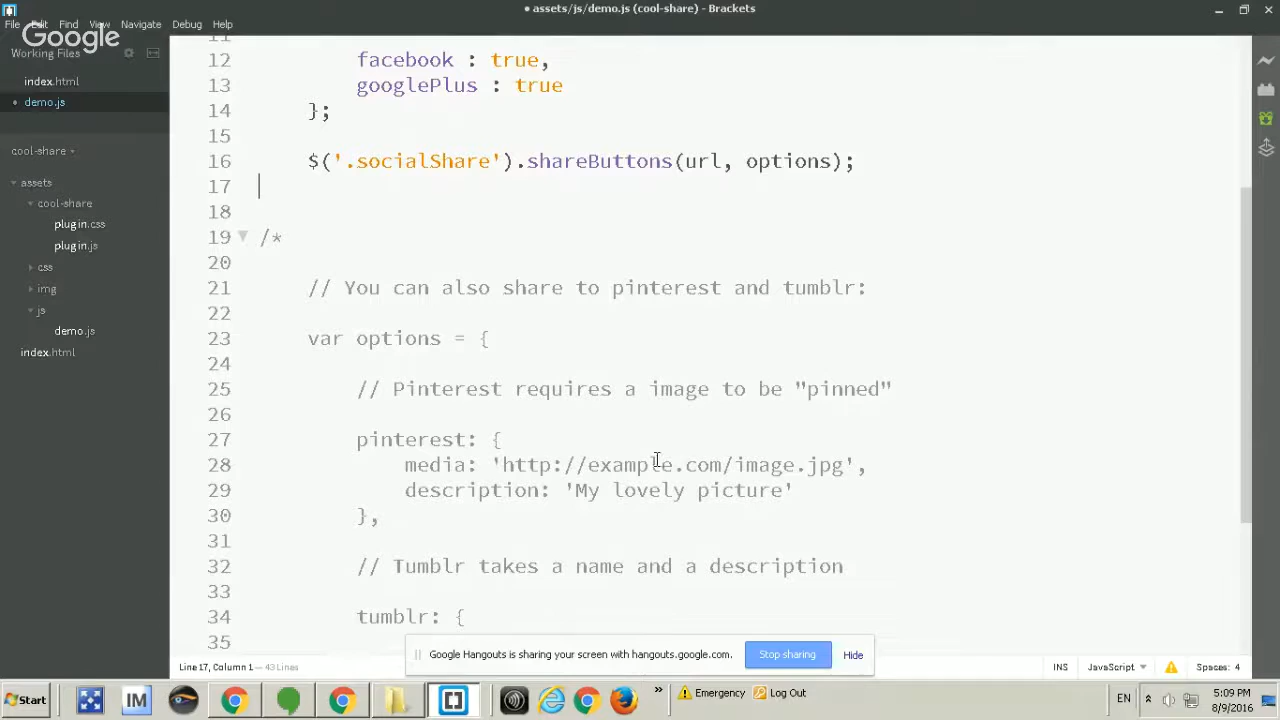 • assets/js/demo.js (cool-share) - Brackets
File Edit Find View Navigate Debug Help
Google
Working Files
index.html
• demo.js
cool-share
assets
cool-share
plugin.css
plugin.js
css
img
js
demo.js
index.html
11
12 facebook : true,
13 googlePlus : true
14 };
15
16 $('.socialShare').shareButtons(url, options);
17
18
19 /*
20
21 // You can also share to pinterest and tumblr:
22
23 var options = {
24
25 // Pinterest requires a image to be "pinned"
26
27 pinterest: {
28 media: 'http://example.com/image.jpg',
29 description: 'My lovely picture'
30 },
31
32 // Tumblr takes a name and a description
33
34 tumblr: {
35
Google Hangouts is sharing your screen with hangouts.google.com. Stop sharing Hide
Line 17, Column 1 — 43 Lines INS JavaScript Spaces: 4
Start IM » Emergency Log Out EN 5:09 PM
8/9/2016